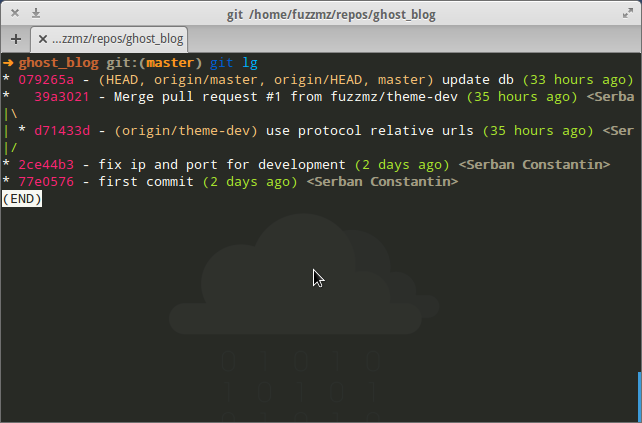 git /home/fuzzmz/repos/ghost_blog
...zzmz/repos/ghost_blog
➜ ghost_blog git:(master) git lg
* 079265a - (HEAD, origin/master, origin/HEAD, master) update db (33 hours ago)
*   39a3021 - Merge pull request #1 from fuzzmz/theme-dev (35 hours ago) <Serba
|\
| * d71433d - (origin/theme-dev) use protocol relative urls (35 hours ago) <Ser
|/
* 2ce44b3 - fix ip and port for development (2 days ago) <Serban Constantin>
* 77e0576 - first commit (2 days ago) <Serban Constantin>
(END)